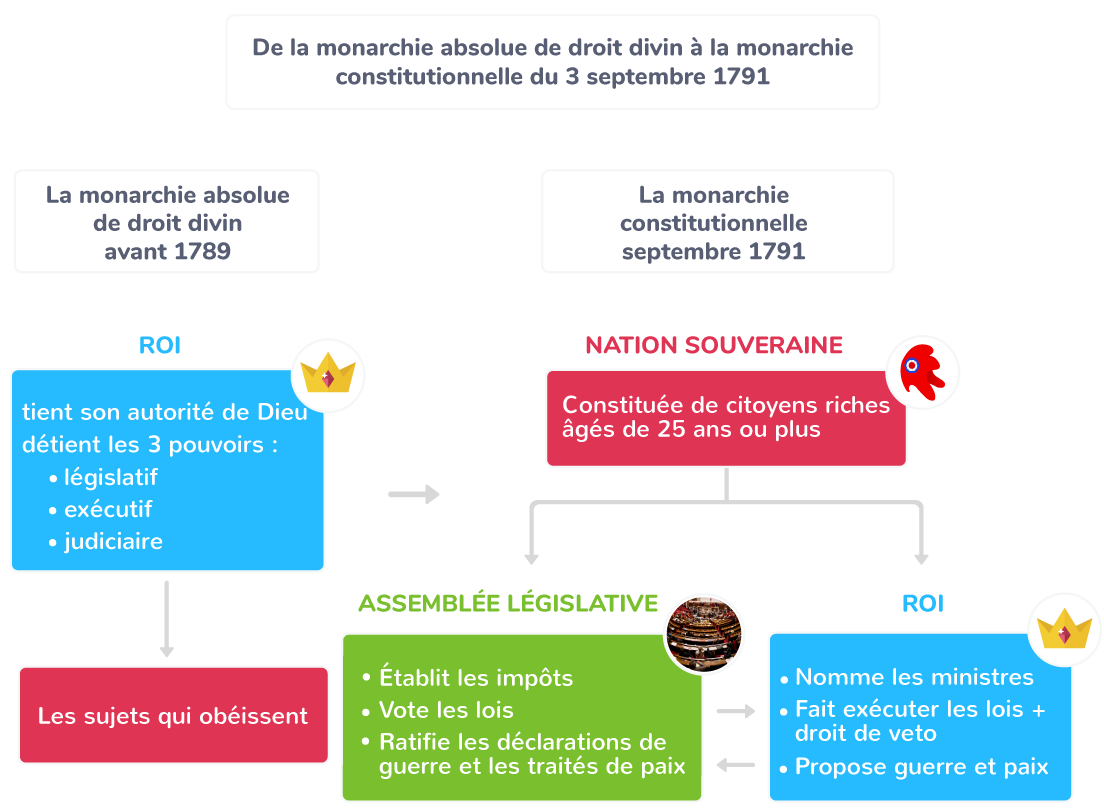 De la monarchie absolue de droit divin à la monarchie
constitutionnelle du 3 septembre 1791
La monarchie absolue
de droit divin
avant 1789
La monarchie
constitutionnelle
septembre 1791
ROI
tient son autorité de Dieu
détient les 3 pouvoirs :
• législatif
• exécutif
• judiciaire
Les sujets qui obéissent
NATION SOUVERAINE
Constituée de citoyens riches
âgés de 25 ans ou plus
ASSEMBLÉE LÉGISLATIVE
• Établit les impôts
• Vote les lois
• Ratifie les déclarations de
guerre et les traités de paix
ROI
• Nomme les ministres
• Fait exécuter les lois +
droit de veto
• Propose guerre et paix